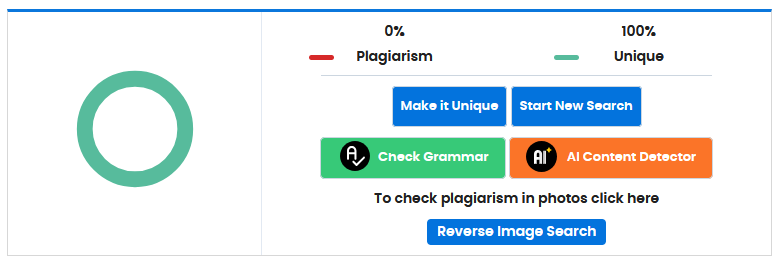 0% 100%
Plagiarism Unique
Make it Unique Start New Search
A Check Grammar AI AI Content Detector
To check plagiarism in photos click here
Reverse Image Search